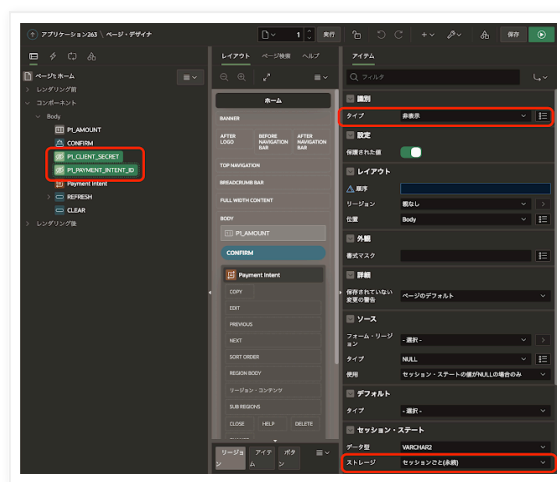 アプリケーション263 \ ページ・デザイナ
1
実行
保存
レイアウト ページ検索 ヘルプ
アイテム
ページ1: ホーム
レンダリング前
コンポーネント
Body
P1_AMOUNT
CONFIRM
P1_CLIENT_SECRET
P1_PAYMENT_INTENT_ID
Payment Intent
REFRESH
CLEAR
レンダリング後
ホーム
BANNER
AFTER LOGO
BEFORE NAVIGATION BAR
AFTER NAVIGATION BAR
TOP NAVIGATION
BREADCRUMB BAR
FULL WIDTH CONTENT
BODY
P1_AMOUNT
CONFIRM
Payment Intent
COPY
EDIT
PREVIOUS
NEXT
SORT ORDER
REGION BODY
リージョン・コンテンツ
SUB REGIONS
CLOSE HELP DELETE
リージョン
アイテム
ボタン
フィルタ
識別
タイプ 非表示
設定
保護された値
レイアウト
順序
リージョン 親なし
位置 Body
外観
書式マスク
詳細
保存されていない変更の警告 ページのデフォルト
ソース
フォーム・リージョン - 選択 -
タイプ NULL
使用 セッション・ステートの値がNULLの場合のみ
デフォルト
タイプ - 選択 -
セッション・ステート
データ型 VARCHAR2
ストレージ セッションごと(永続)